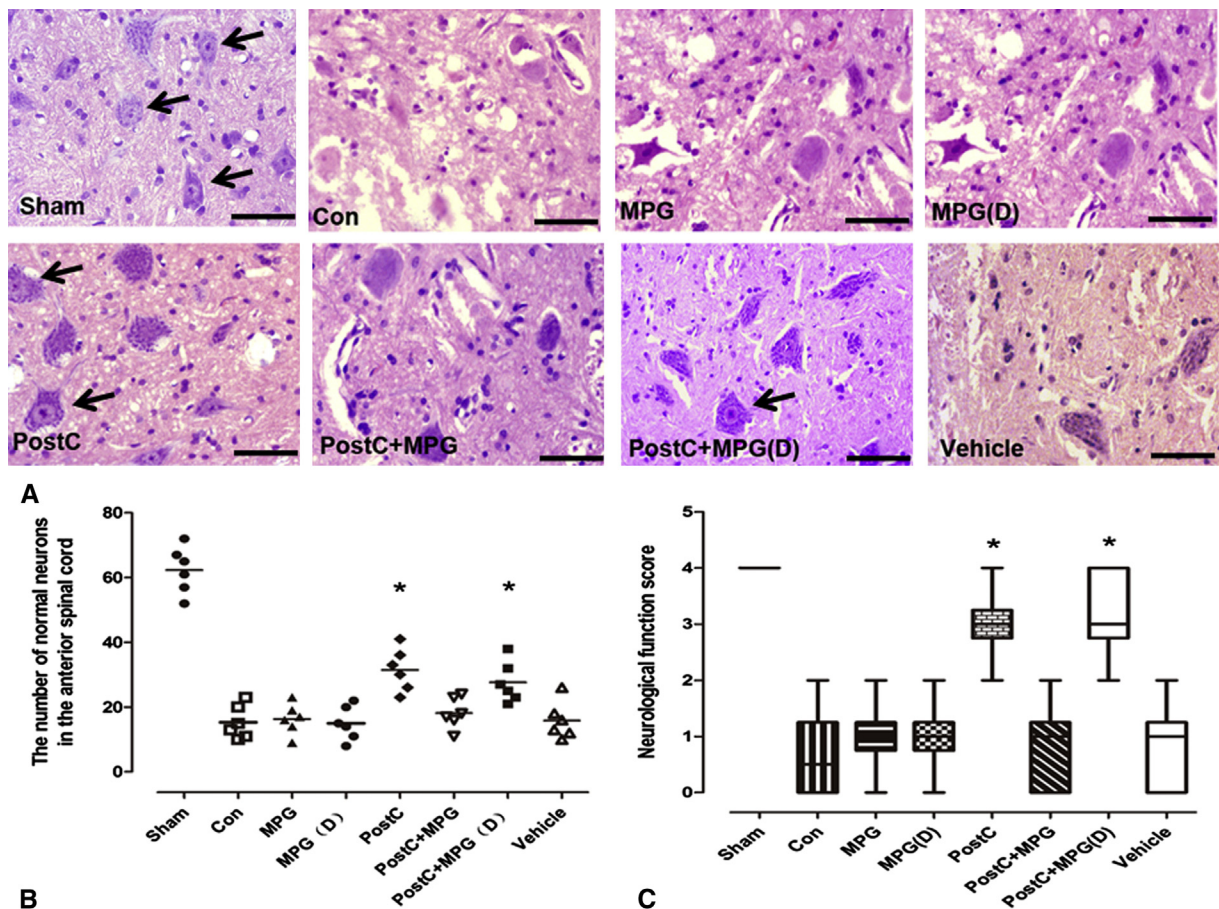 Sham
Con
MPG
MPG(D)
PostC
PostC+MPG
PostC+MPG(D)
Vehicle
A
The number of normal neurons
in the anterior spinal cord
80
60
40
20
0
*
*
Sham
Con
MPG
MPG (D)
PostC
PostC+MPG
PostC+MPG (D)
Vehicle
B
Neurological function score
5
4
3
2
1
0
*
*
Sham
Con
MPG
MPG(D)
PostC
PostC+MPG
PostC+MPG(D)
Vehicle
C